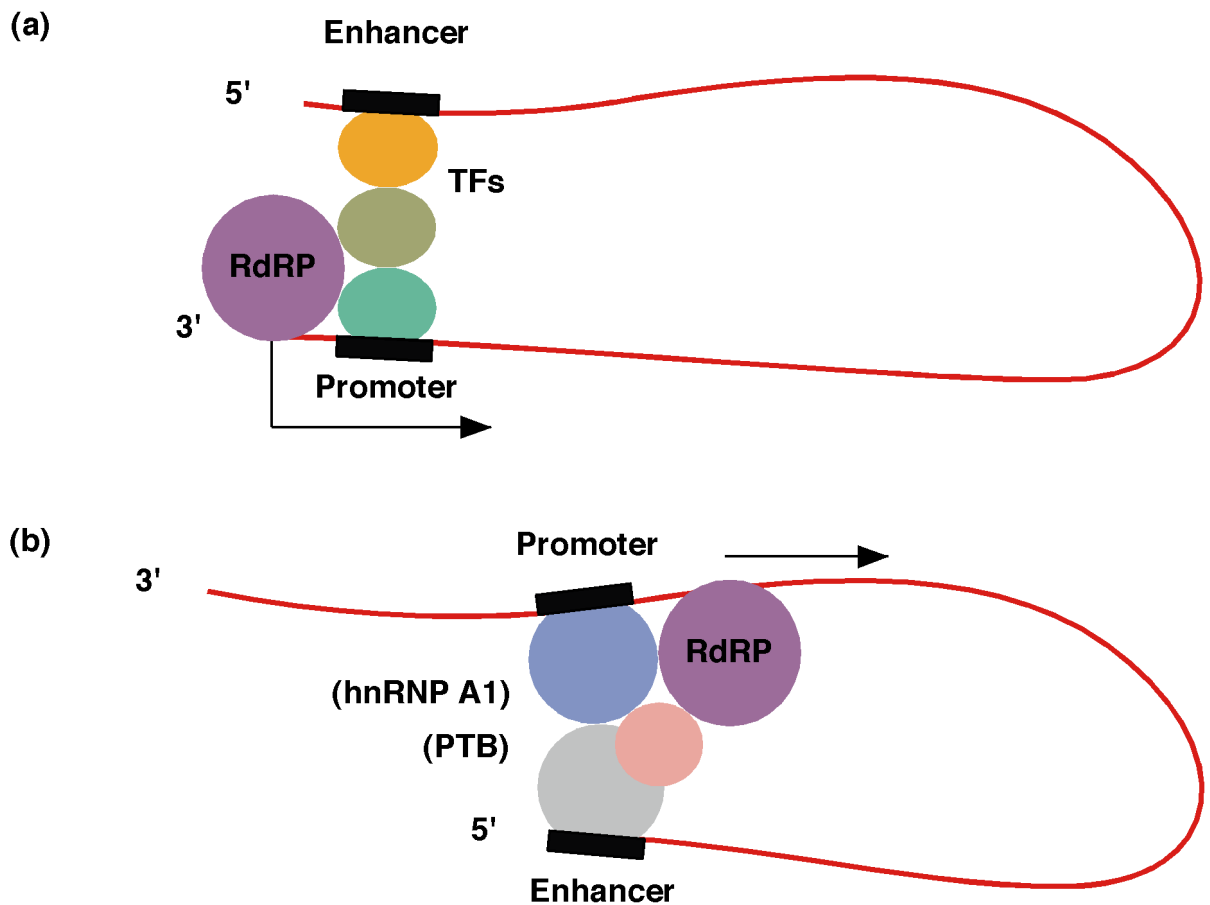 (a)
Enhancer
5'
TFs
RdRP
3'
Promoter
(b)
Promoter
3'
RdRP
(hnRNP A1)
(PTB)
5'
Enhancer